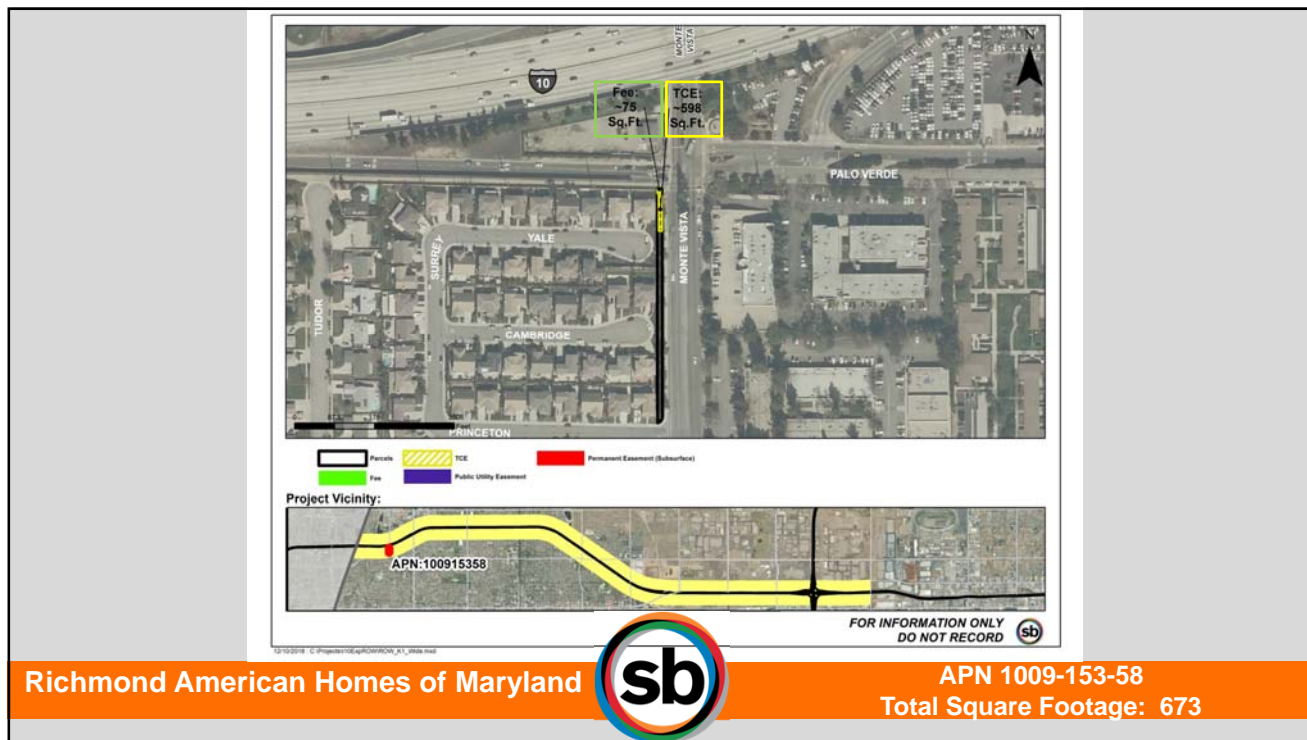 MONTE
VISTA
N
10
Fee:
~75
Sq.Ft.
TCE:
~598
Sq.Ft.
PALO VERDE
YALE
SURREY
MONTE VISTA
TUDOR
CAMBRIDGE
PRINCETON
Parcels
TCE
Permanent Easement (Subsurface)
Fee
Public Utility Easement
Project Vicinity:
APN:100915358
FOR INFORMATION ONLY
DO NOT RECORD
sb
Richmond American Homes of Maryland
sb
APN 1009-153-58
Total Square Footage: 673